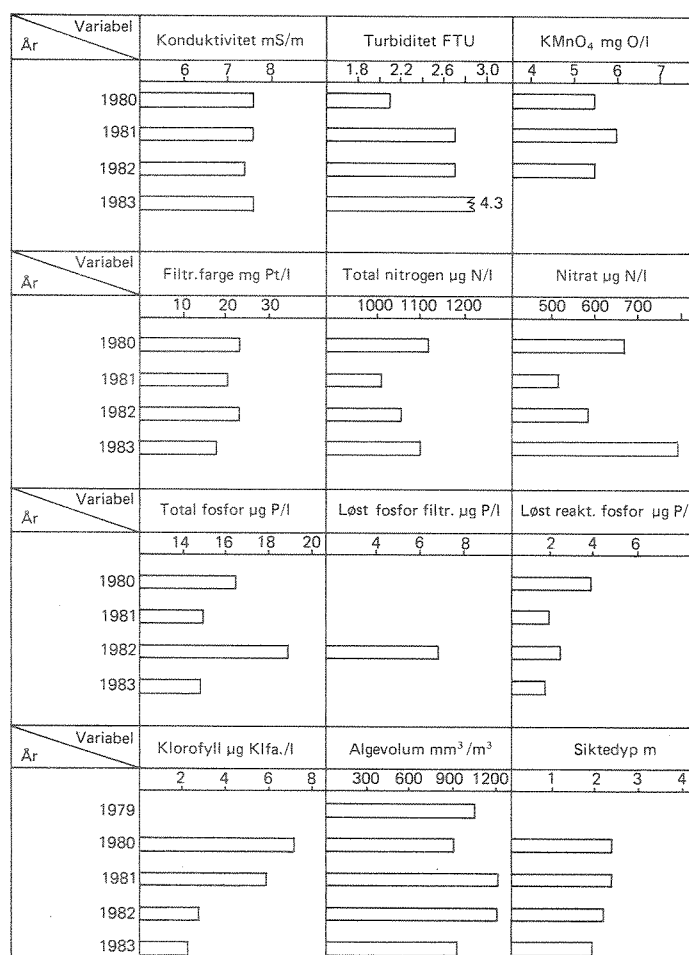 Variabel
År
Konduktivitet mS/m
Turbiditet FTU
KMnO₄ mg O/l
6 7 8
1.8 2.2 2.6 3.0
4 5 6 7
1980
1981
1982
1983
4.3
Variabel
År
Filtr.farge mg Pt/l
Total nitrogen µg N/l
Nitrat µg N/l
10 20 30
1000 1100 1200
500 600 700
1980
1981
1982
1983
Variabel
År
Total fosfor µg P/l
Løst fosfor filtr. µg P/l
Løst reakt. fosfor µg P/
14 16 18 20
4 6 8
2 4 6
1980
1981
1982
1983
Variabel
År
Klorofyll µg Klfa./l
Algevolum mm³/m³
Siktedyp m
2 4 6 8
300 600 900 1200
1 2 3 4
1979
1980
1981
1982
1983